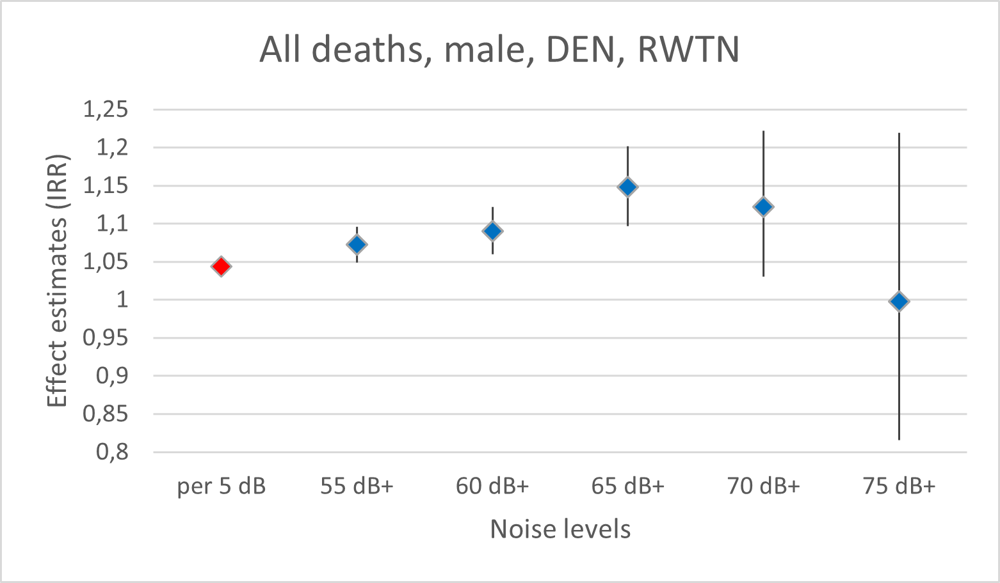 All deaths, male, DEN, RWTN
Effect estimates (IRR)
1,25
1,2
1,15
1,1
1,05
1
0,95
0,9
0,85
0,8
per 5 dB 55 dB+ 60 dB+ 65 dB+ 70 dB+ 75 dB+
Noise levels